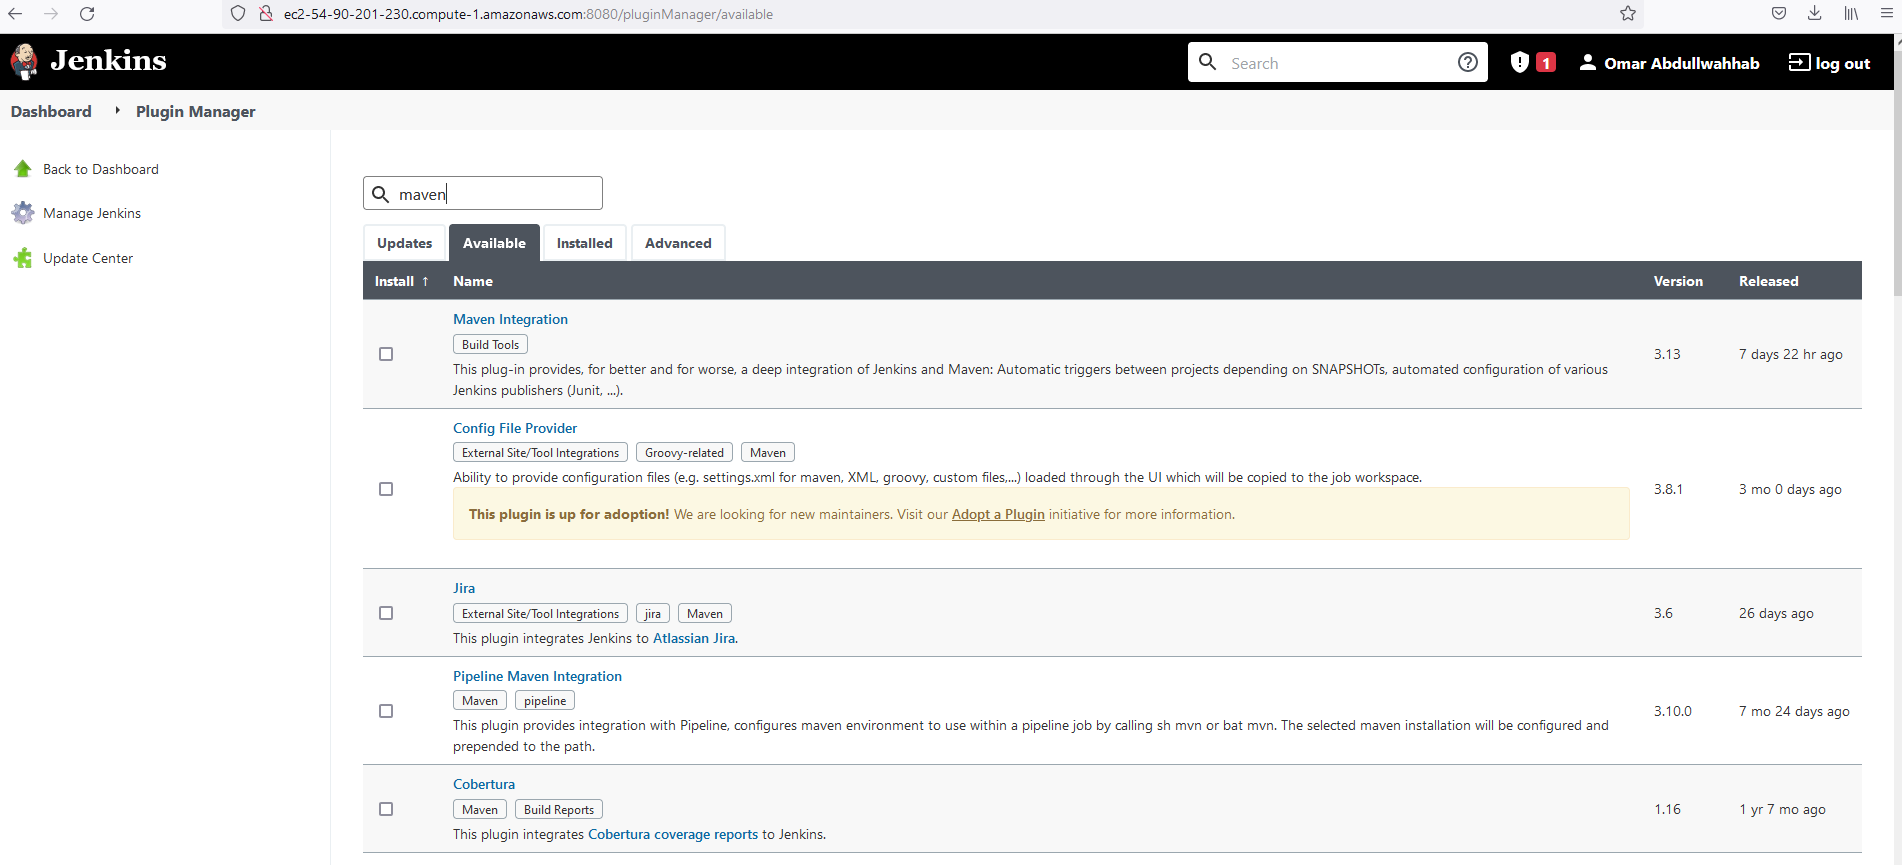 ec2-54-90-201-230.compute-1.amazonaws.com:8080/pluginManager/available
Jenkins
Search
1
Omar Abdullwahhab
log out
Dashboard
Plugin Manager
Back to Dashboard
Manage Jenkins
Update Center
maven
Updates
Available
Installed
Advanced
Install ↑
Name
Version
Released
Maven Integration
Build Tools
This plug-in provides, for better and for worse, a deep integration of Jenkins and Maven: Automatic triggers between projects depending on SNAPSHOTs, automated configuration of various
Jenkins publishers (Junit, ...).
3.13
7 days 22 hr ago
Config File Provider
External Site/Tool Integrations
Groovy-related
Maven
Ability to provide configuration files (e.g. settings.xml for maven, XML, groovy, custom files,...) loaded through the UI which will be copied to the job workspace.
This plugin is up for adoption! We are looking for new maintainers. Visit our Adopt a Plugin initiative for more information.
3.8.1
3 mo 0 days ago
Jira
External Site/Tool Integrations
jira
Maven
This plugin integrates Jenkins to Atlassian Jira.
3.6
26 days ago
Pipeline Maven Integration
Maven
pipeline
This plugin provides integration with Pipeline, configures maven environment to use within a pipeline job by calling sh mvn or bat mvn. The selected maven installation will be configured and
prepended to the path.
3.10.0
7 mo 24 days ago
Cobertura
Maven
Build Reports
This plugin integrates Cobertura coverage reports to Jenkins.
1.16
1 yr 7 mo ago